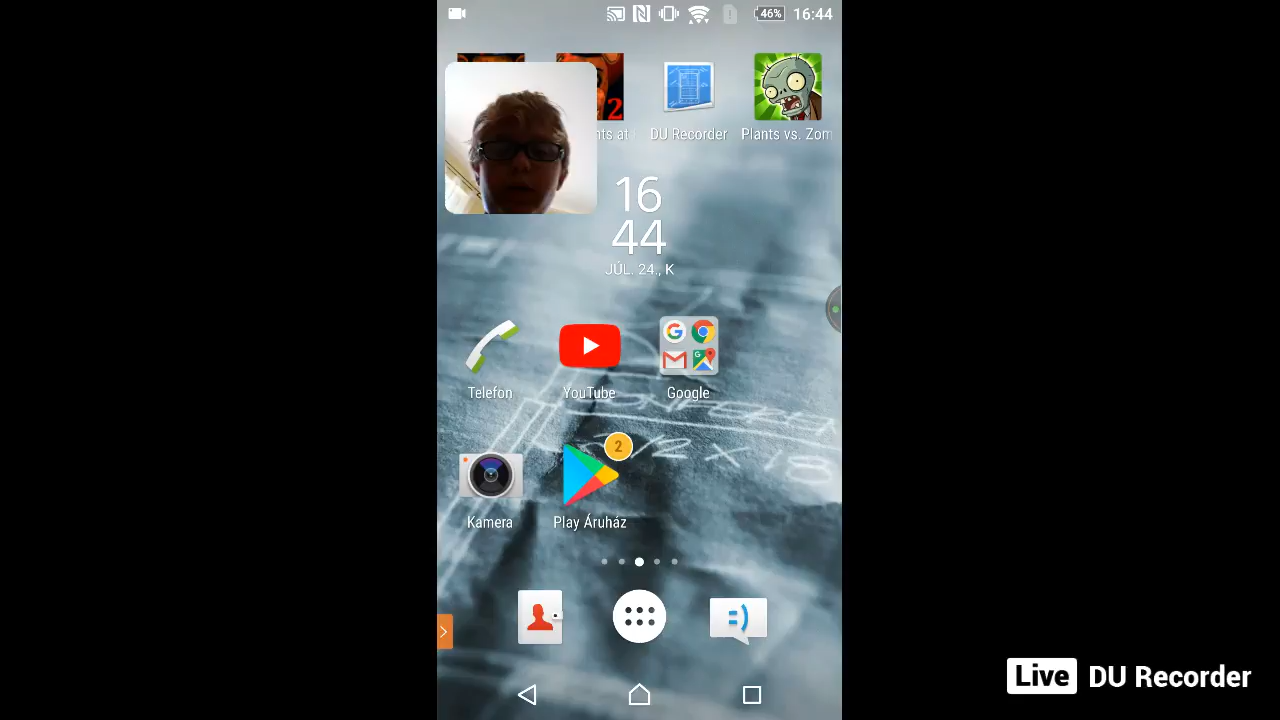 46% 16:44
2
nts at
DU Recorder
Plants vs. Zom
16
44
JÚL. 24., K
Telefon
YouTube
Google
2
Kamera
Play Áruház
Live DU Recorder